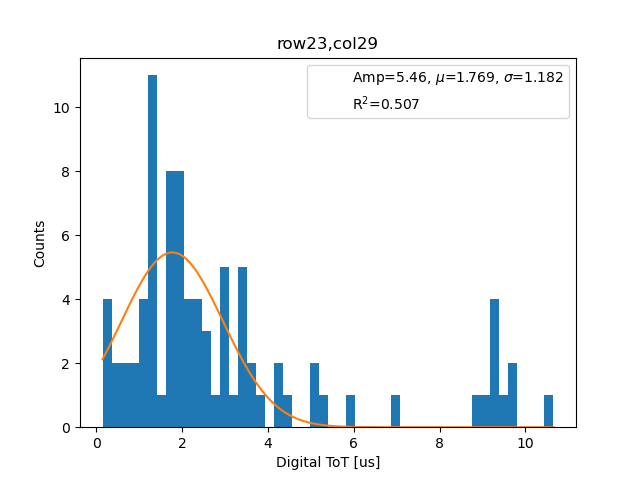 row23,col29
Amp=5.46, μ=1.769, σ=1.182
R²=0.507
Counts
10
8
6
4
2
0
0 2 4 6 8 10
Digital ToT [us]